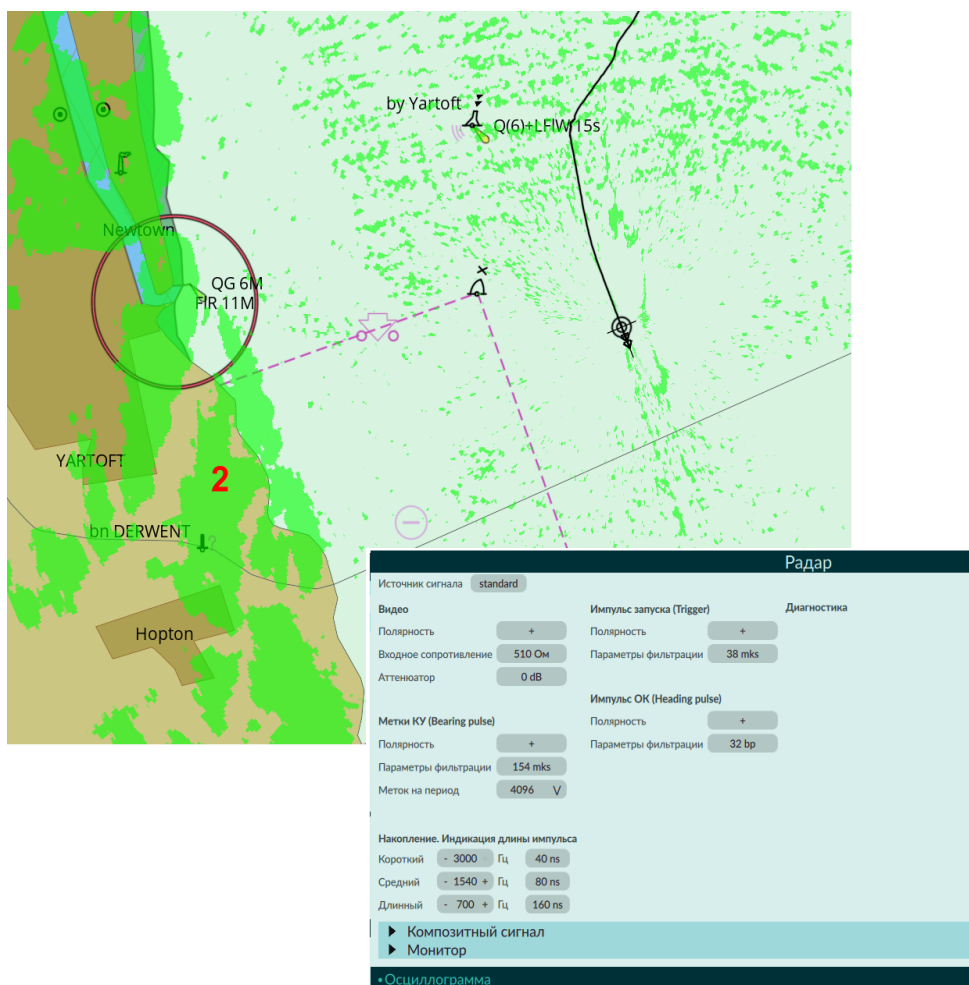 by Yartoft
Q(6)+LFlW 15s
Newtown
QG 6M
FlR 11M
YARTOFT
2
bn DERWENT
?
Hopton
Радар
Источник сигнала standard
Видео Импульс запуска (Trigger) Диагностика
Полярность + Полярность +
Входное сопротивление 510 Ом Параметры фильтрации 38 mks
Аттенюатор 0 dB
Импульс ОК (Heading pulse)
Метки КУ (Bearing pulse) Полярность +
Полярность + Параметры фильтрации 32 bp
Параметры фильтрации 154 mks
Меток на период 4096 V
Накопление. Индикация длины импульса
Короткий - 3000 Гц 40 ns
Средний - 1540 + Гц 80 ns
Длинный - 700 + Гц 160 ns
Композитный сигнал
Монитор
•Осциллограмма